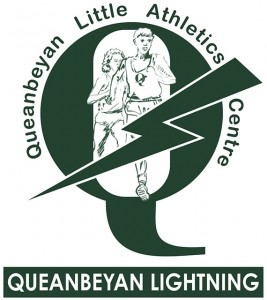 Queanbeyan Little Athletics Centre
Q
QUEANBEYAN LIGHTNING